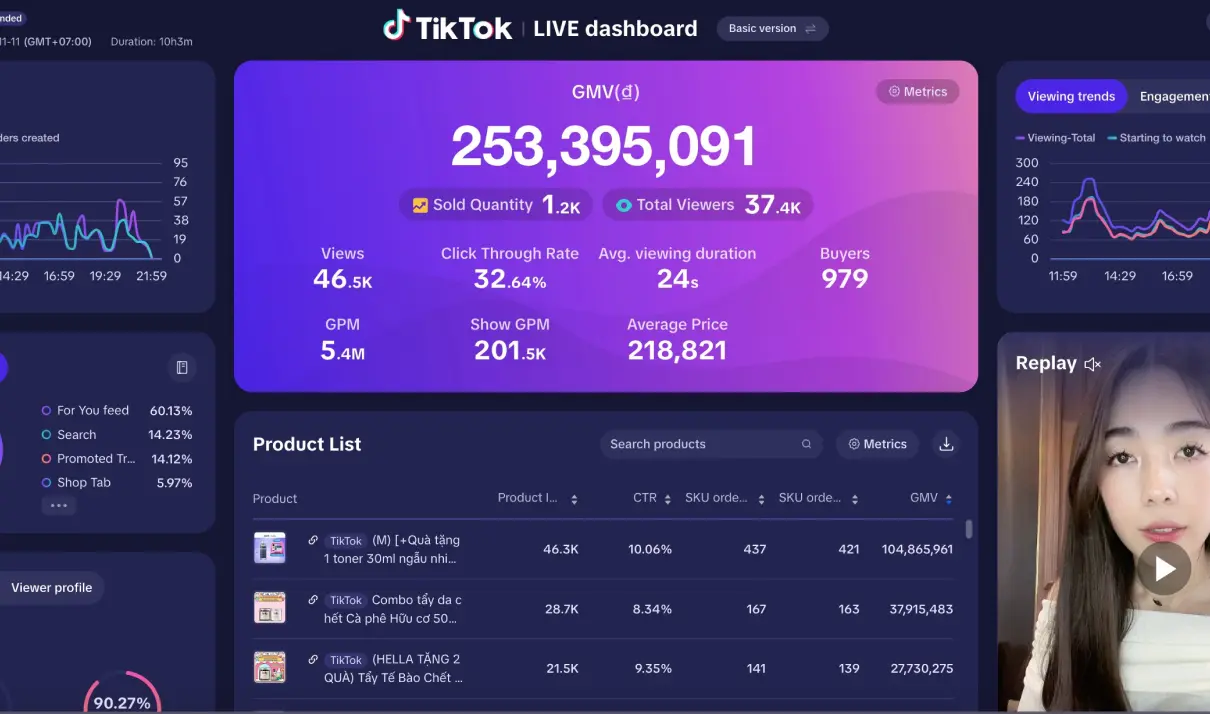 nded
TikTok | LIVE dashboard
Basic version
11-11 (GMT+07:00) Duration: 10h3m
ders created
95
76
57
38
19
0
14:29 16:59 19:29 21:59
For You feed 60.13%
Search 14.23%
Promoted Tr... 14.12%
Shop Tab 5.97%
...
Viewer profile
90.27%
GMV(₫)
Metrics
253,395,091
Sold Quantity 1.2K
Total Viewers 37.4K
Views Click Through Rate Avg. viewing duration Buyers
46.5K 32.64% 24s 979
GPM Show GPM Average Price
5.4M 201.5K 218,821
Product List
Search products
Metrics
Product Product I... CTR SKU orde... SKU orde... GMV
TikTok (M) [+Quà tặng
1 toner 30ml ngẫu nhi...
46.3K 10.06% 437 421 104,865,961
TikTok Combo tẩy da c
hết Cà phê Hữu cơ 50...
28.7K 8.34% 167 163 37,915,483
TikTok (HELLA TẶNG 2
QUÀ) Tẩy Tế Bào Chết ...
21.5K 9.35% 141 139 27,730,275
Viewing trends Engagemen
Viewing-Total Starting to watch
300
240
180
120
60
0
11:59 14:29 16:59
Replay